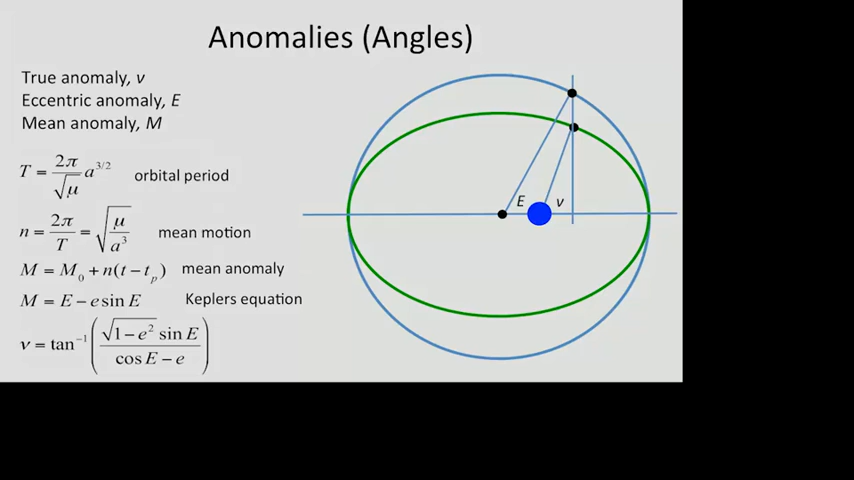 Anomalies (Angles)
True anomaly, ν
Eccentric anomaly, E
Mean anomaly, M
T = 2π/√μ a^{3/2} orbital period
n = 2π/T = √(μ/a³) mean motion
M = M₀ + n(t − tₚ) mean anomaly
M = E − e sin E Keplers equation
ν = tan⁻¹(√(1−e²) sin E / (cos E − e))
E ν